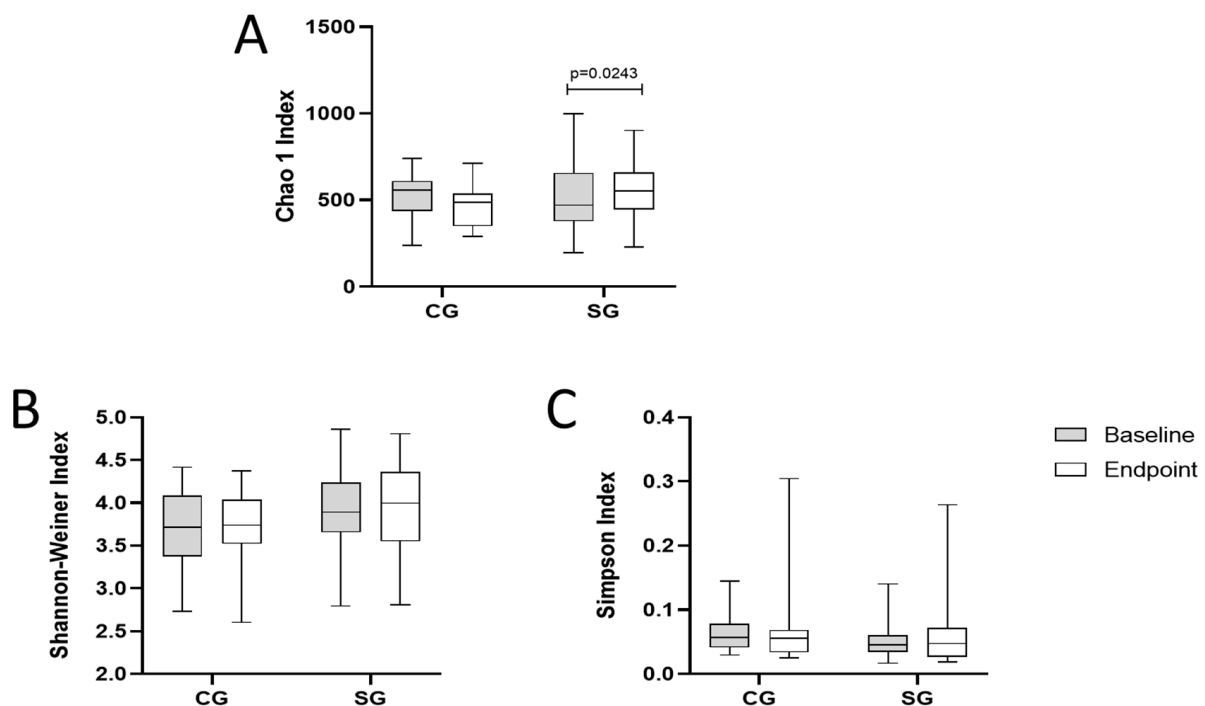 A
Chao 1 Index
1500
1000
500
0
p=0.0243
CG
SG
B
Shannon-Weiner Index
5.0
4.5
4.0
3.5
3.0
2.5
2.0
CG
SG
C
Simpson Index
0.4
0.3
0.2
0.1
0.0
CG
SG
Baseline
Endpoint